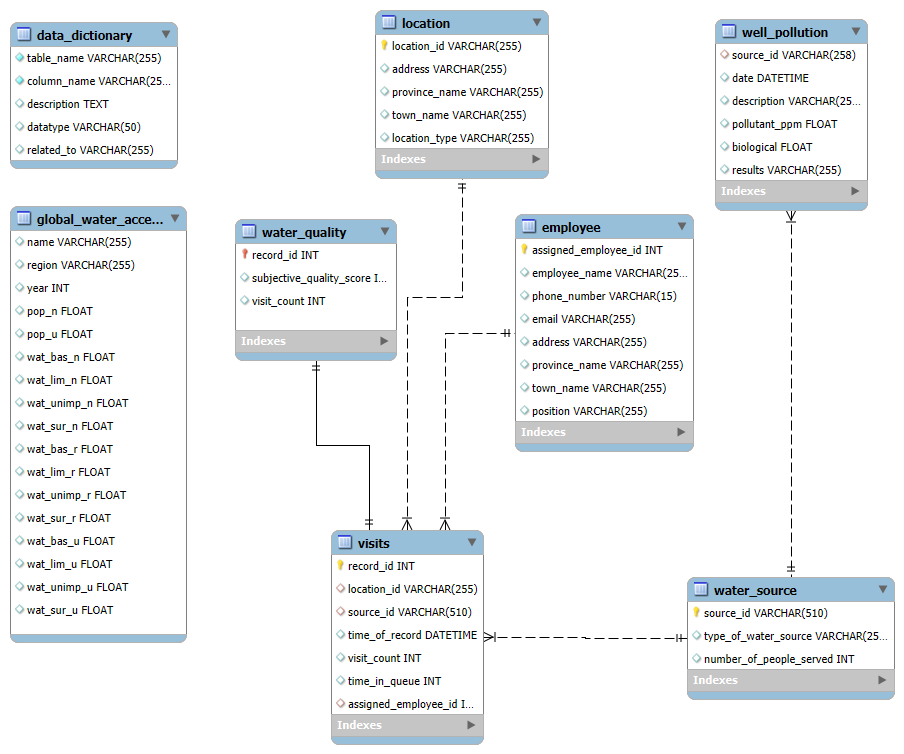 data_dictionary
table_name VARCHAR(255)
column_name VARCHAR(25...
description TEXT
datatype VARCHAR(50)
related_to VARCHAR(255)
location
location_id VARCHAR(255)
address VARCHAR(255)
province_name VARCHAR(255)
town_name VARCHAR(255)
location_type VARCHAR(255)
Indexes
well_pollution
source_id VARCHAR(258)
date DATETIME
description VARCHAR(25...
pollutant_ppm FLOAT
biological FLOAT
results VARCHAR(255)
Indexes
global_water_acce...
name VARCHAR(255)
region VARCHAR(255)
year INT
pop_n FLOAT
pop_u FLOAT
wat_bas_n FLOAT
wat_lim_n FLOAT
wat_unimp_n FLOAT
wat_sur_n FLOAT
wat_bas_r FLOAT
wat_lim_r FLOAT
wat_unimp_r FLOAT
wat_sur_r FLOAT
wat_bas_u FLOAT
wat_lim_u FLOAT
wat_unimp_u FLOAT
wat_sur_u FLOAT
water_quality
record_id INT
subjective_quality_score I...
visit_count INT
Indexes
employee
assigned_employee_id INT
employee_name VARCHAR(25...
phone_number VARCHAR(15)
email VARCHAR(255)
address VARCHAR(255)
province_name VARCHAR(255)
town_name VARCHAR(255)
position VARCHAR(255)
Indexes
visits
record_id INT
location_id VARCHAR(255)
source_id VARCHAR(510)
time_of_record DATETIME
visit_count INT
time_in_queue INT
assigned_employee_id I...
Indexes
water_source
source_id VARCHAR(510)
type_of_water_source VARCHAR(25...
number_of_people_served INT
Indexes